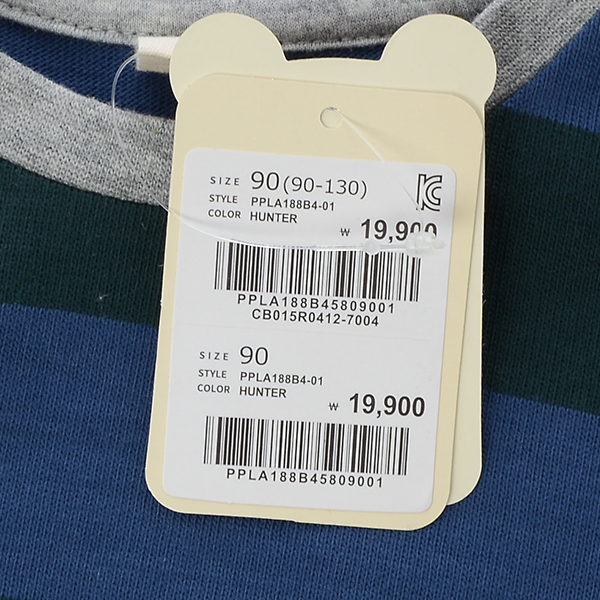 SIZE 90(90-130)
STYLE PPLA188B4-01
COLOR HUNTER
₩ 19,900
PPLA188B45809001
CB015R0412-7004
SIZE 90
STYLE PPLA188B4-01
COLOR HUNTER
₩ 19,900
PPLA188B45809001